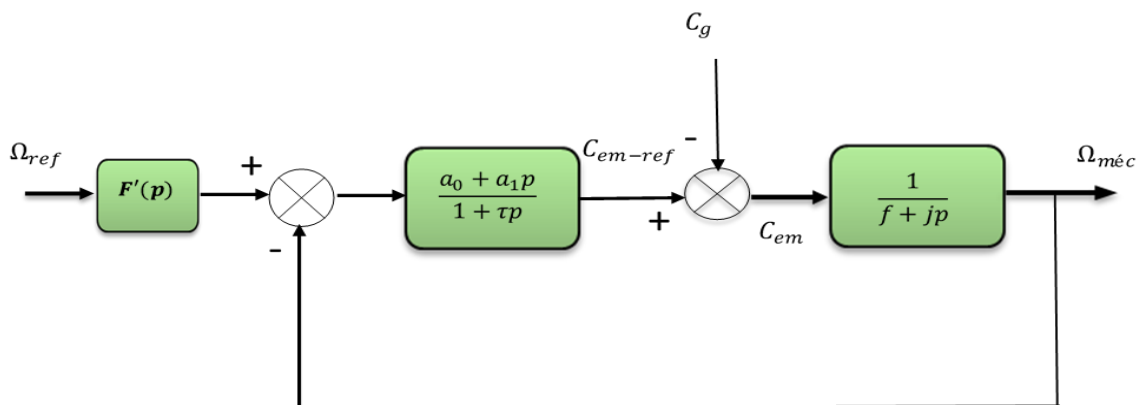 C_g
Ω_ref
F'(p)
+
-
a_0 + a_1p
1 + τp
C_em-ref
-
+
C_em
1
f + jp
Ω_méc